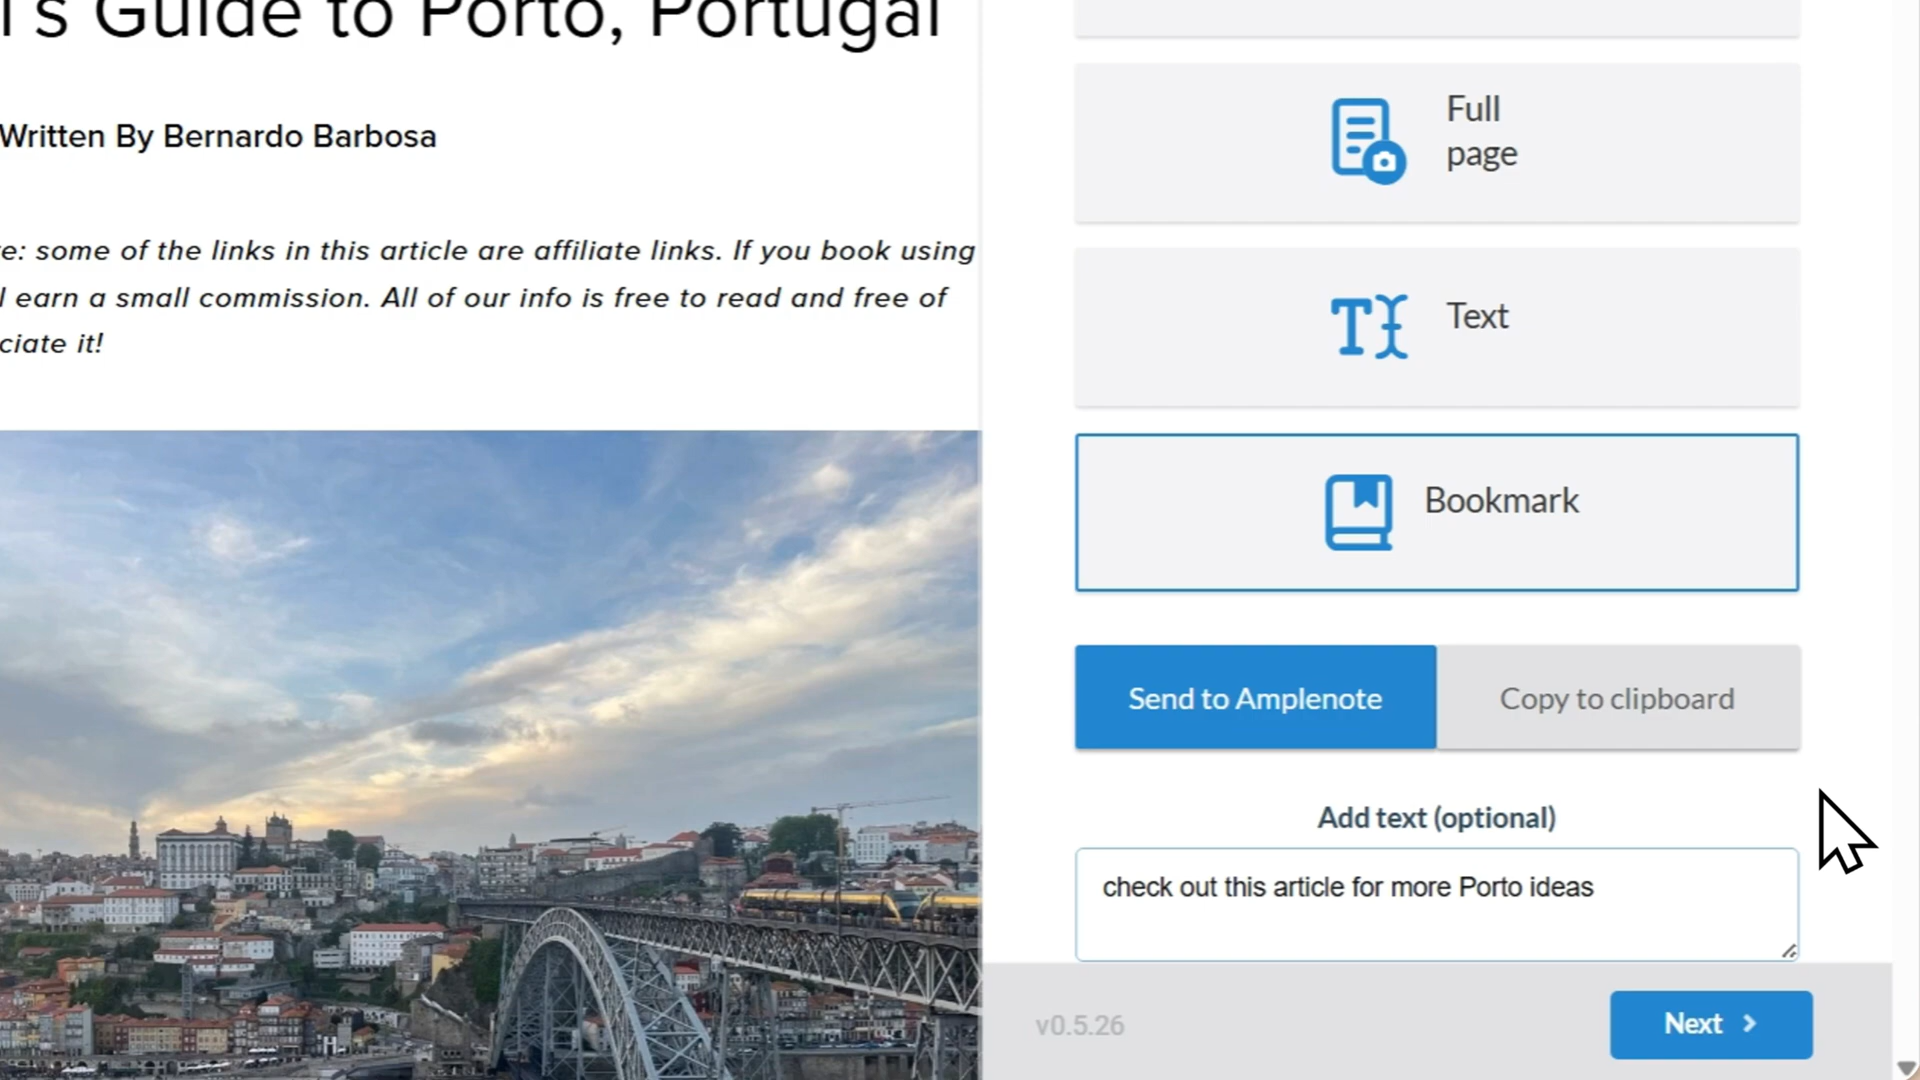 l's Guide to Porto, Portugal
Written By Bernardo Barbosa
e: some of the links in this article are affiliate links. If you book using
l earn a small commission. All of our info is free to read and free of
ciate it!
Full
page
Text
Bookmark
Send to Amplenote
Copy to clipboard
Add text (optional)
check out this article for more Porto ideas
v0.5.26
Next